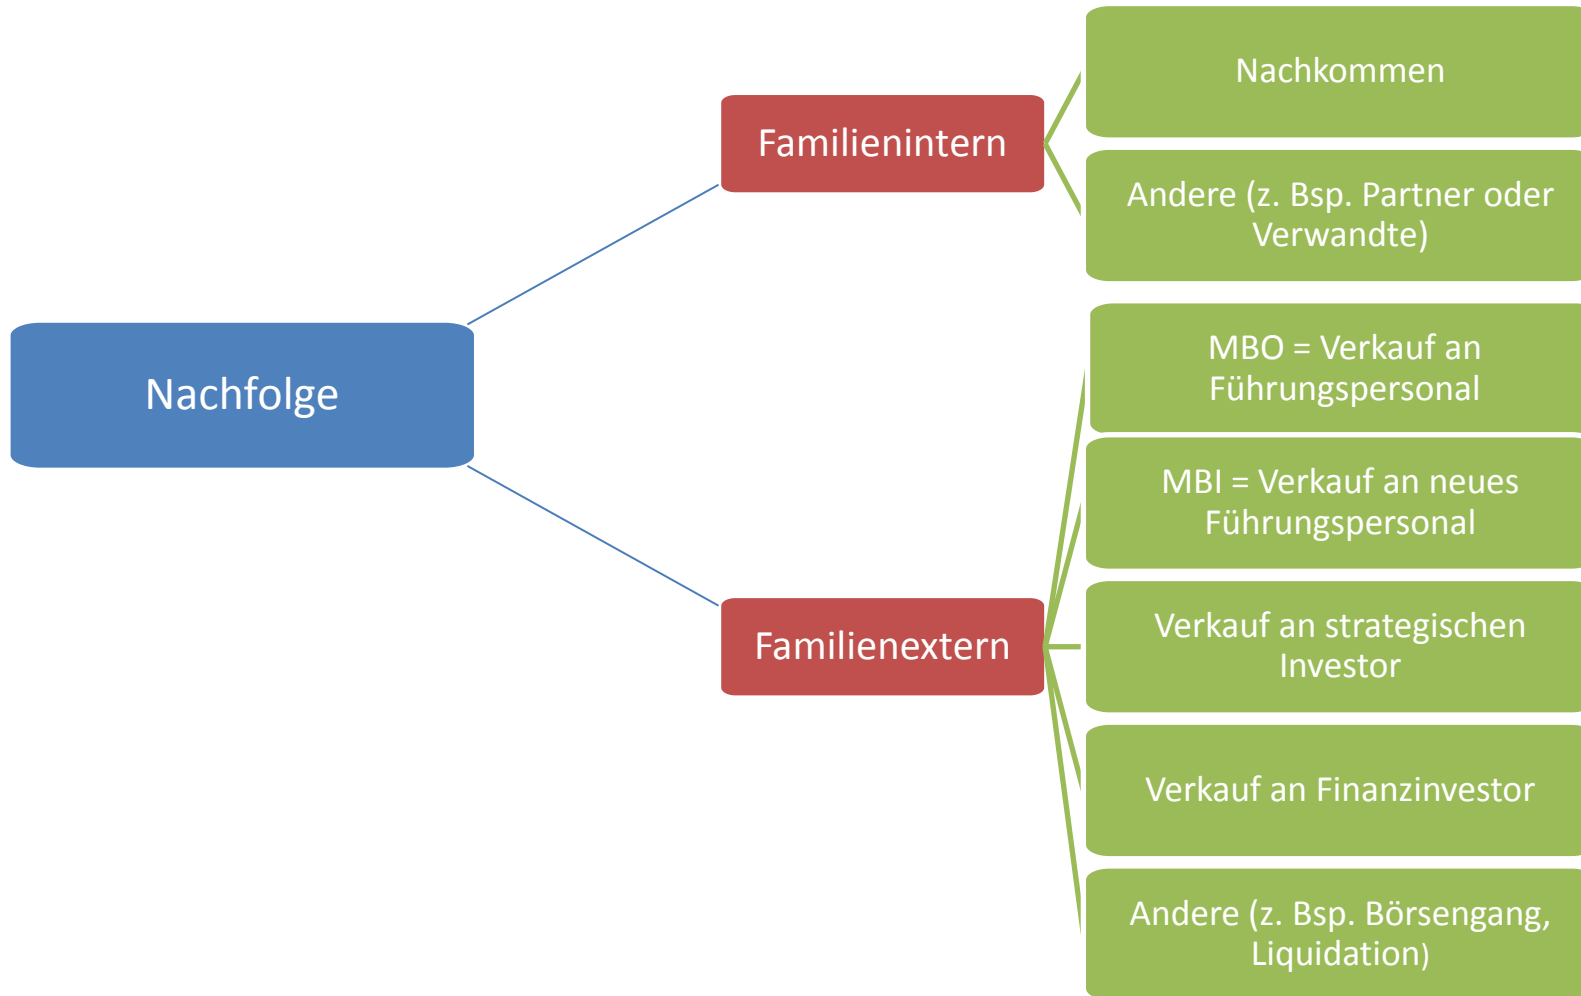 Nachfolge
Familienintern
Nachkommen
Andere (z. Bsp. Partner oder
Verwandte)
Familienextern
MBO = Verkauf an
Führungspersonal
MBI = Verkauf an neues
Führungspersonal
Verkauf an strategischen
Investor
Verkauf an Finanzinvestor
Andere (z. Bsp. Börsengang,
Liquidation)